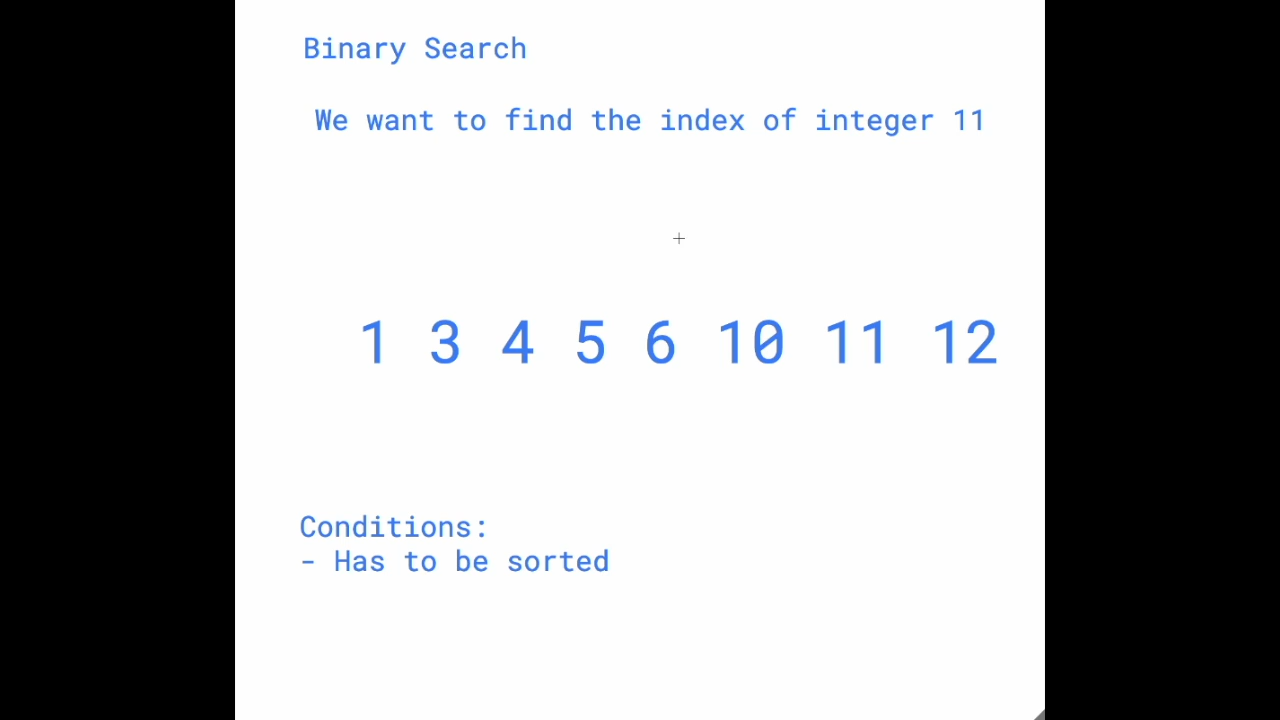 Binary Search
We want to find the index of integer 11
1 3 4 5 6 10 11 12
Conditions:
- Has to be sorted